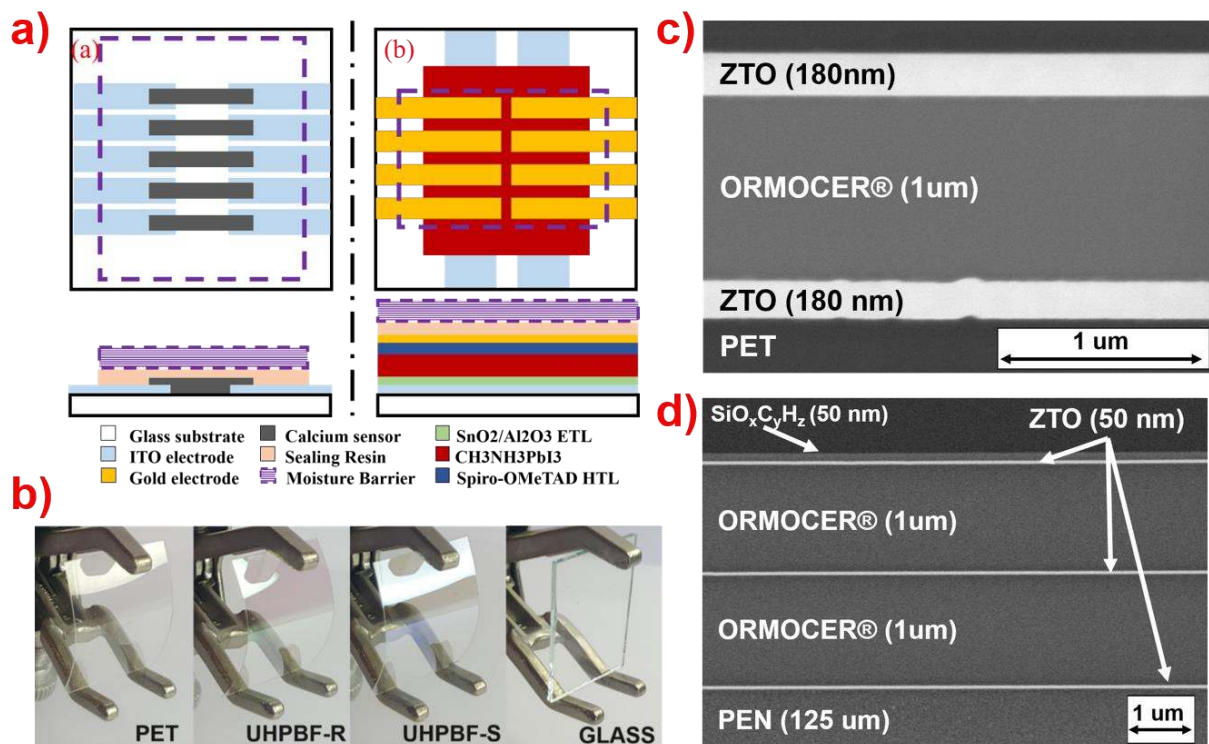 a)
(a)
(b)
Glass substrate
Calcium sensor
SnO2/Al2O3 ETL
ITO electrode
Sealing Resin
CH3NH3PbI3
Gold electrode
Moisture Barrier
Spiro-OMeTAD HTL
b)
PET
UHPBF-R
UHPBF-S
GLASS
c)
ZTO (180nm)
ORMOCER® (1um)
ZTO (180 nm)
PET
1 um
d)
SiOxCyHz (50 nm)
ZTO (50 nm)
ORMOCER® (1um)
ORMOCER® (1um)
PEN (125 um)
1 um